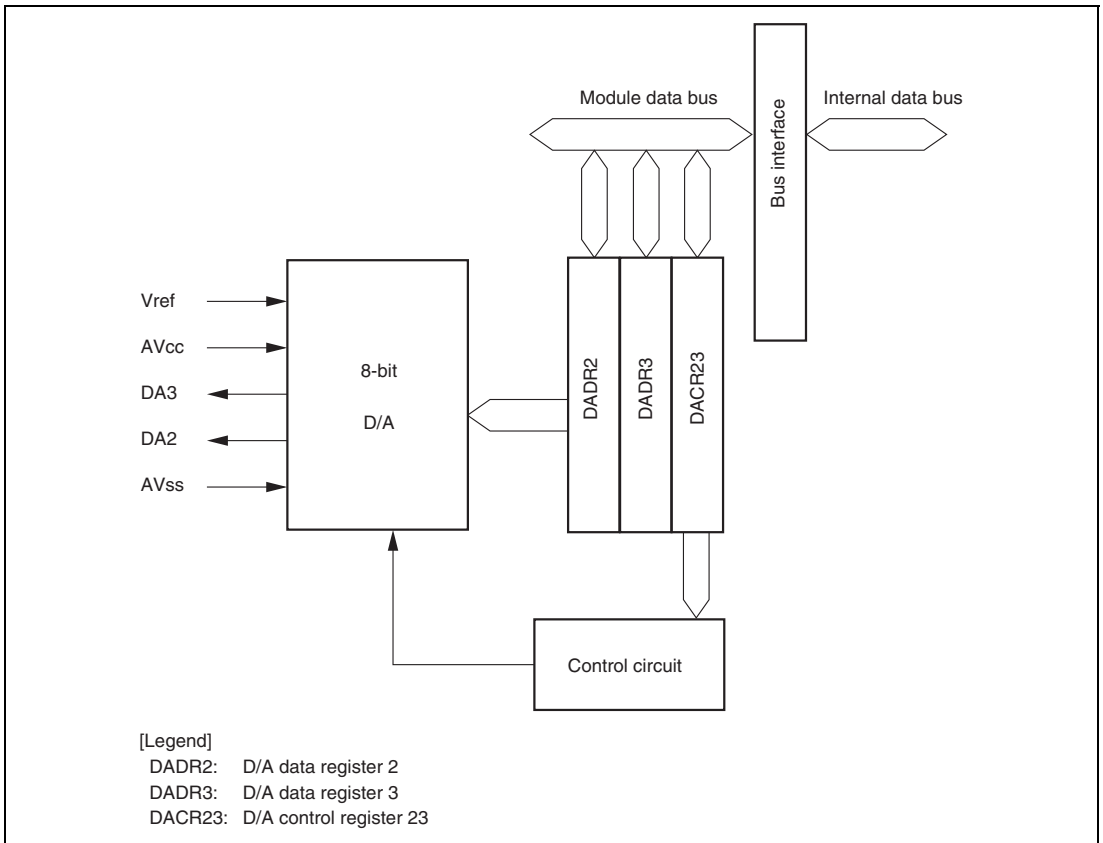 Module data bus
Internal data bus
Bus interface
Vref
AVcc
DA3
DA2
AVss
8-bit
D/A
DADR2
DADR3
DACR23
Control circuit
[Legend]
DADR2: D/A data register 2
DADR3: D/A data register 3
DACR23: D/A control register 23